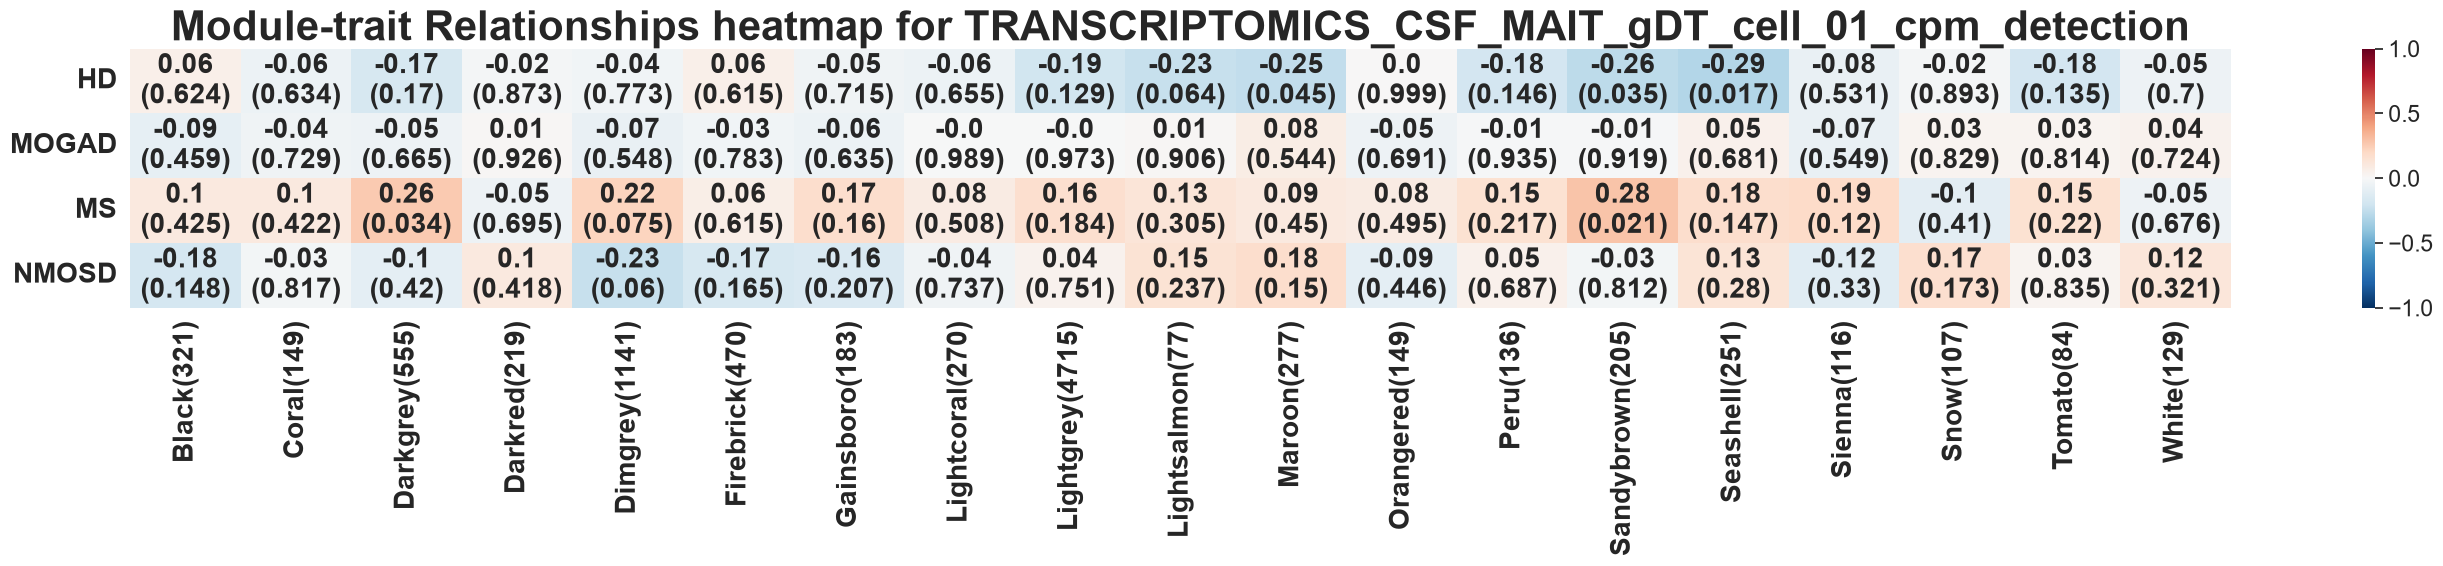 Module-trait Relationships heatmap for TRANSCRIPTOMICS_CSF_MAIT_gDT_cell_01_cpm_detection
HD 0.06 -0.06 -0.17 -0.02 -0.04 0.06 -0.05 -0.06 -0.19 -0.23 -0.25 0.0 -0.18 -0.26 -0.29 -0.08 -0.02 -0.18 -0.05
(0.624) (0.634) (0.17) (0.873) (0.773) (0.615) (0.715) (0.655) (0.129) (0.064) (0.045) (0.999) (0.146) (0.035) (0.017) (0.531) (0.893) (0.135) (0.7)
MOGAD -0.09 -0.04 -0.05 0.01 -0.07 -0.03 -0.06 -0.0 -0.0 0.01 0.08 -0.05 -0.01 -0.01 0.05 -0.07 0.03 0.03 0.04
(0.459) (0.729) (0.665) (0.926) (0.548) (0.783) (0.635) (0.989) (0.973) (0.906) (0.544) (0.691) (0.935) (0.919) (0.681) (0.549) (0.829) (0.814) (0.724)
MS 0.1 0.1 0.26 -0.05 0.22 0.06 0.17 0.08 0.16 0.13 0.09 0.08 0.15 0.28 0.18 0.19 -0.1 0.15 -0.05
(0.425) (0.422) (0.034) (0.695) (0.075) (0.615) (0.16) (0.508) (0.184) (0.305) (0.45) (0.495) (0.217) (0.021) (0.147) (0.12) (0.41) (0.22) (0.676)
NMOSD -0.18 -0.03 -0.1 0.1 -0.23 -0.17 -0.16 -0.04 0.04 0.15 0.18 -0.09 0.05 -0.03 0.13 -0.12 0.17 0.03 0.12
(0.148) (0.817) (0.42) (0.418) (0.06) (0.165) (0.207) (0.737) (0.751) (0.237) (0.15) (0.446) (0.687) (0.812) (0.28) (0.33) (0.173) (0.835) (0.321)
Black(321)
Coral(149)
Darkgrey(555)
Darkred(219)
Dimgrey(1141)
Firebrick(470)
Gainsboro(183)
Lightcoral(270)
Lightgrey(4715)
Lightsalmon(77)
Maroon(277)
Orangered(149)
Peru(136)
Sandybrown(205)
Seashell(251)
Sienna(116)
Snow(107)
Tomato(84)
White(129)
1.0
0.5
0.0
−0.5
−1.0